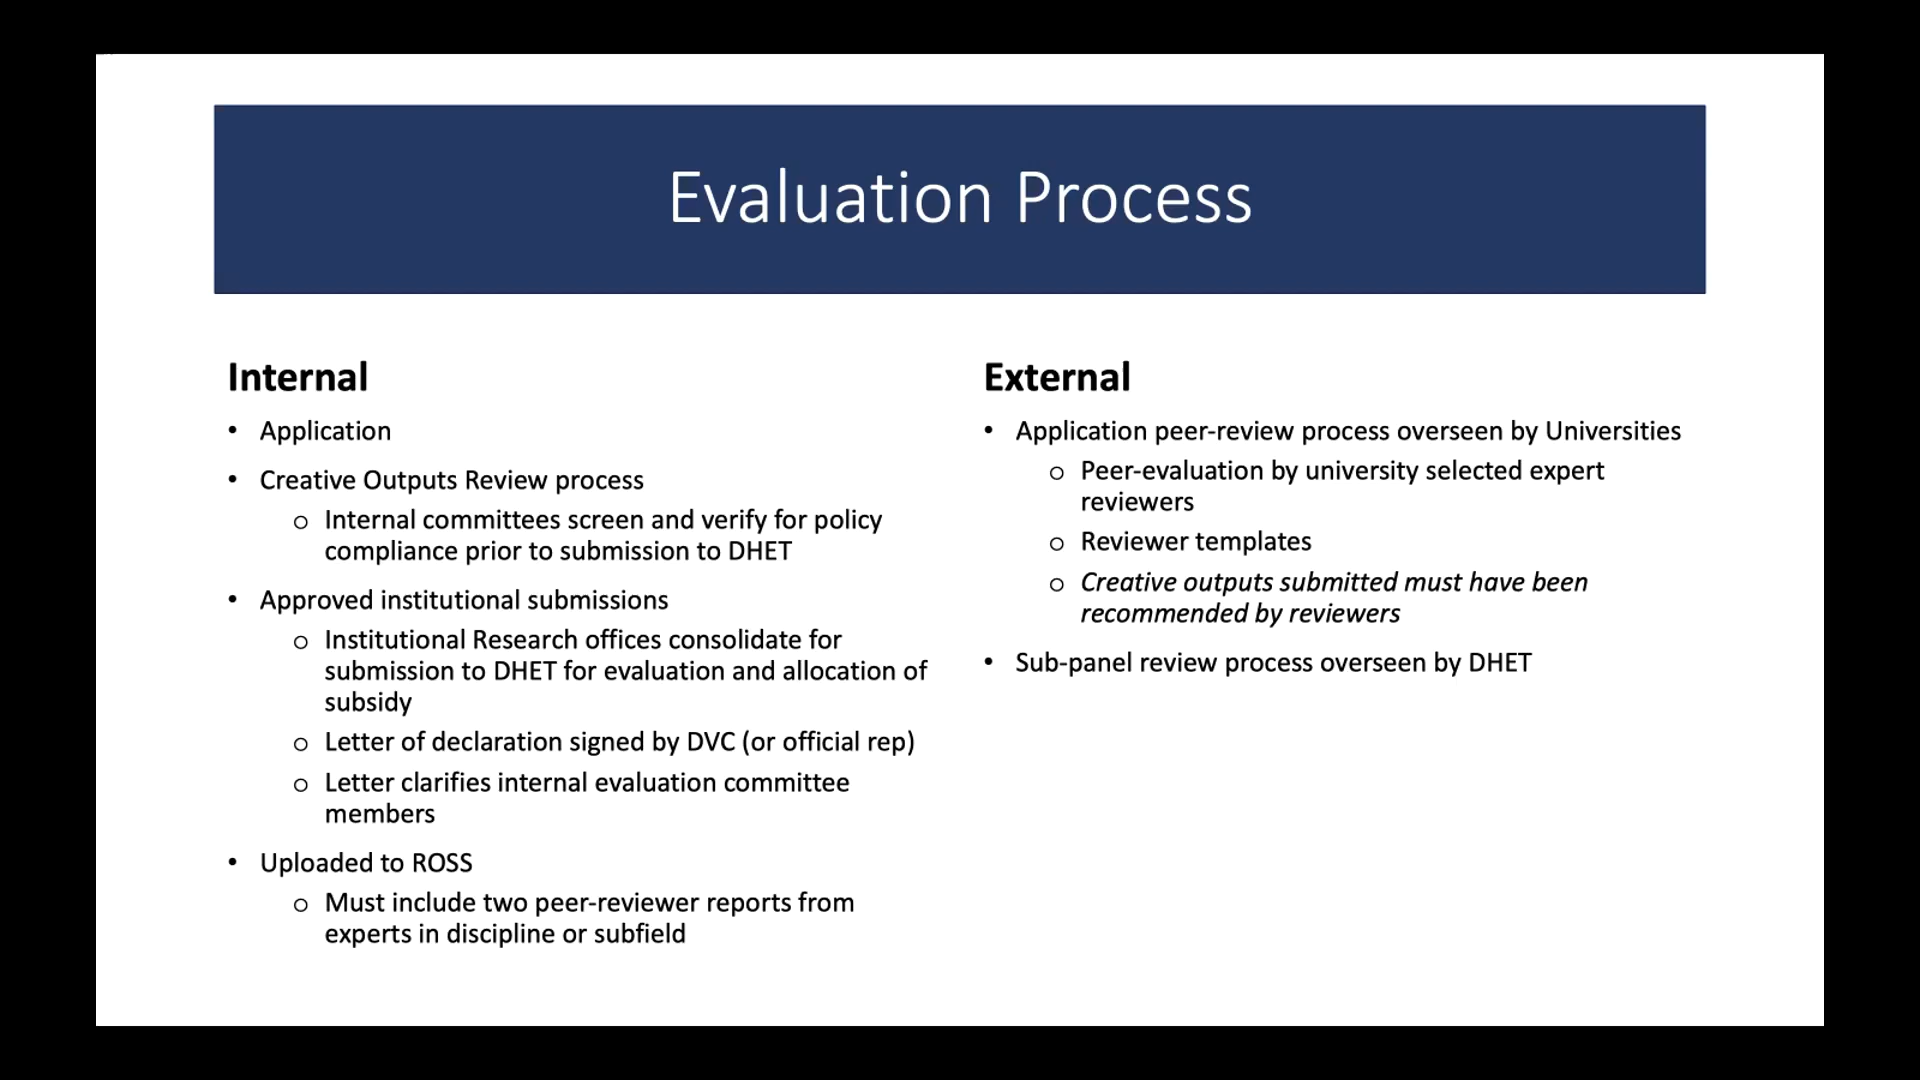 Evaluation Process
Internal
• Application
• Creative Outputs Review process
o Internal committees screen and verify for policy
compliance prior to submission to DHET
• Approved institutional submissions
o Institutional Research offices consolidate for
submission to DHET for evaluation and allocation of
subsidy
o Letter of declaration signed by DVC (or official rep)
o Letter clarifies internal evaluation committee
members
• Uploaded to ROSS
o Must include two peer-reviewer reports from
experts in discipline or subfield
External
• Application peer-review process overseen by Universities
o Peer-evaluation by university selected expert
reviewers
o Reviewer templates
o Creative outputs submitted must have been
recommended by reviewers
• Sub-panel review process overseen by DHET